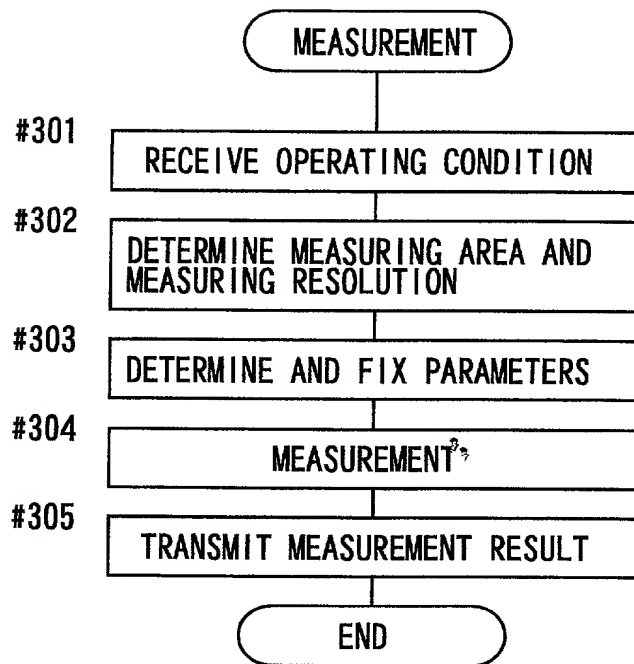 MEASUREMENT
#301
RECEIVE OPERATING CONDITION
#302
DETERMINE MEASURING AREA AND
MEASURING RESOLUTION
#303
DETERMINE AND FIX PARAMETERS
#304
MEASUREMENT
#305
TRANSMIT MEASUREMENT RESULT
END